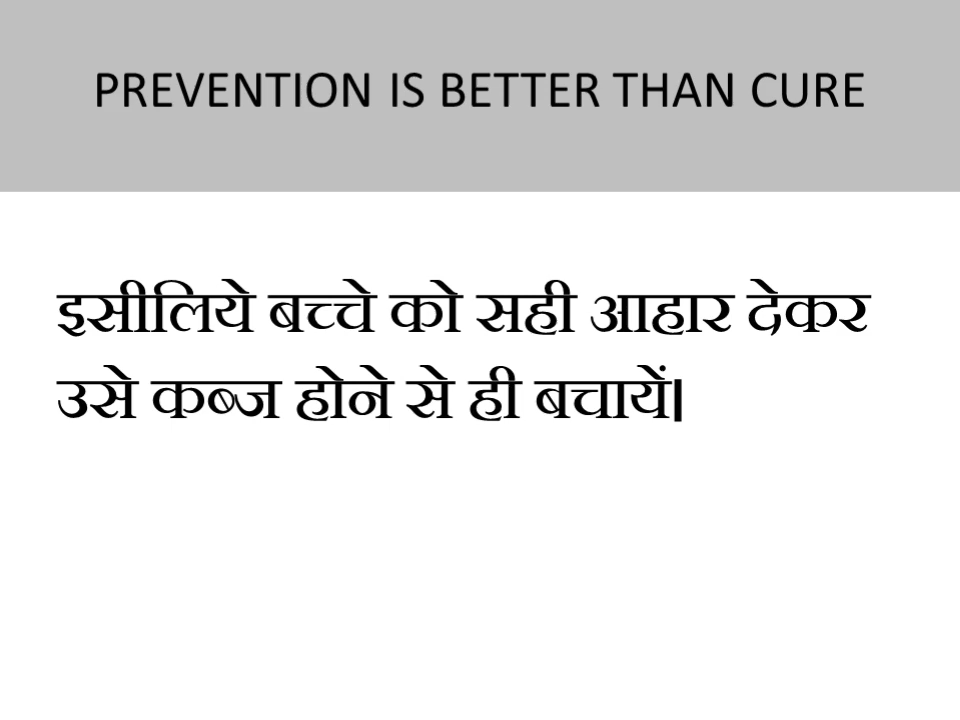 PREVENTION IS BETTER THAN CURE
इसीलिये बच्चे को सही आहार देकर
उसे कब्ज होने से ही बचायें।